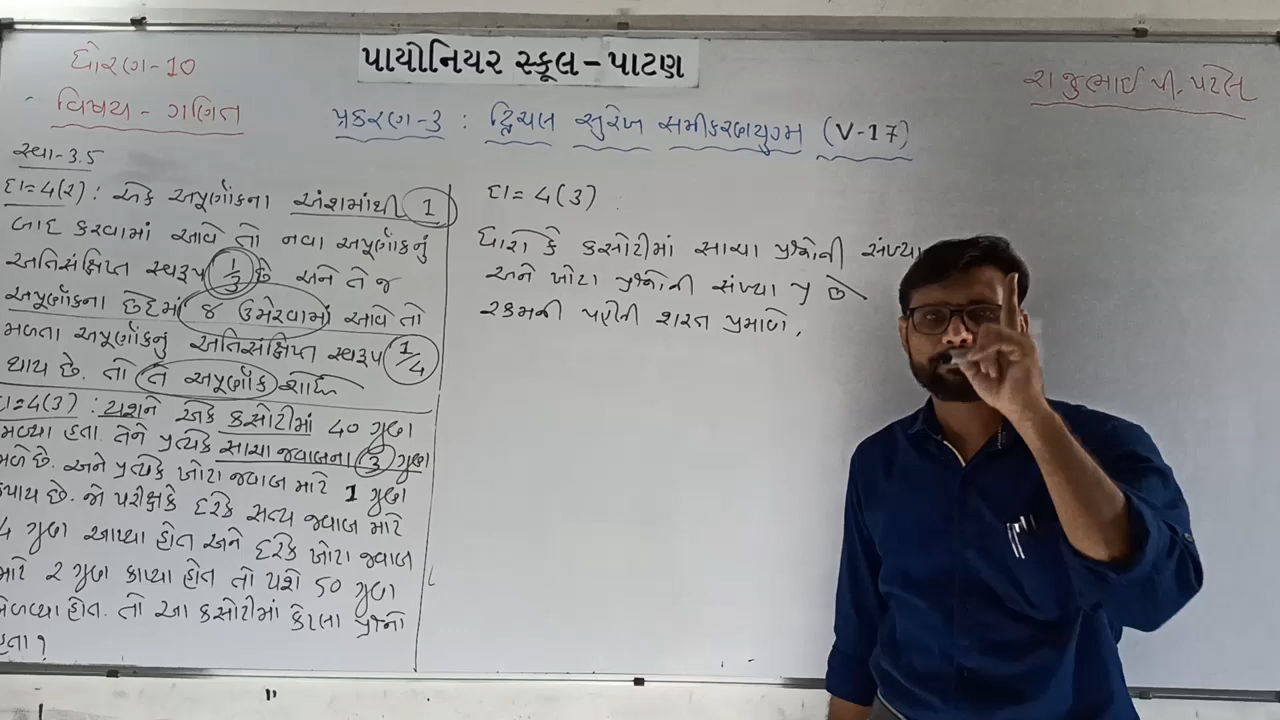 ધોરણ-10
પાયોનિયર સ્કૂલ - પાટણ
રાજુભાઈ પી. પટેલ
વિષય - ગણિત
પ્રકરણ-૩ : દ્વિચલ સુરેખ સમીકરણયુગ્મ (V-17)
સ્વા-3.5
દા= 4(2) : એક અપૂર્ણાંકના અંશમાંથી 1
બાદ કરવામાં આવે તો નવા અપૂર્ણાંકનું
અતિસંક્ષિપ્ત સ્વરૂપ 1/3 છે અને તે જ
અપૂર્ણાંકના છેદમાં ૪ ઉમેરવામાં આવે તો
મળતા અપૂર્ણાંકનું અતિસંક્ષિપ્ત સ્વરૂપ 1/4
થાય છે. તો તે અપૂર્ણાંક શોધો
દા= 4(3) : યશને એક કસોટીમાં 40 ગુણ
મળ્યા હતા. તેને પ્રત્યેક સાચા જવાબના 3 ગુણ
મળે છે. અને પ્રત્યેક ખોટા જવાબ માટે 1 ગુણ
કપાય છે. જો પરીક્ષકે દરેક સત્ય જવાબ માટે
4 ગુણ આપ્યા હોત અને દરેક ખોટા જવાબ
માટે ૨ ગુણ કાપ્યા હોત તો યશે 50 ગુણ
મેળવ્યા હોત. તો આ કસોટીમાં કેટલા પ્રશ્નો
હતા ?
દા= 4(3)
ધારો કે કસોટીમાં સાચા પ્રશ્નોની સંખ્યા
અને ખોટા પ્રશ્નોની સંખ્યા y છે
રકમની પહેલી શરત પ્રમાણે,